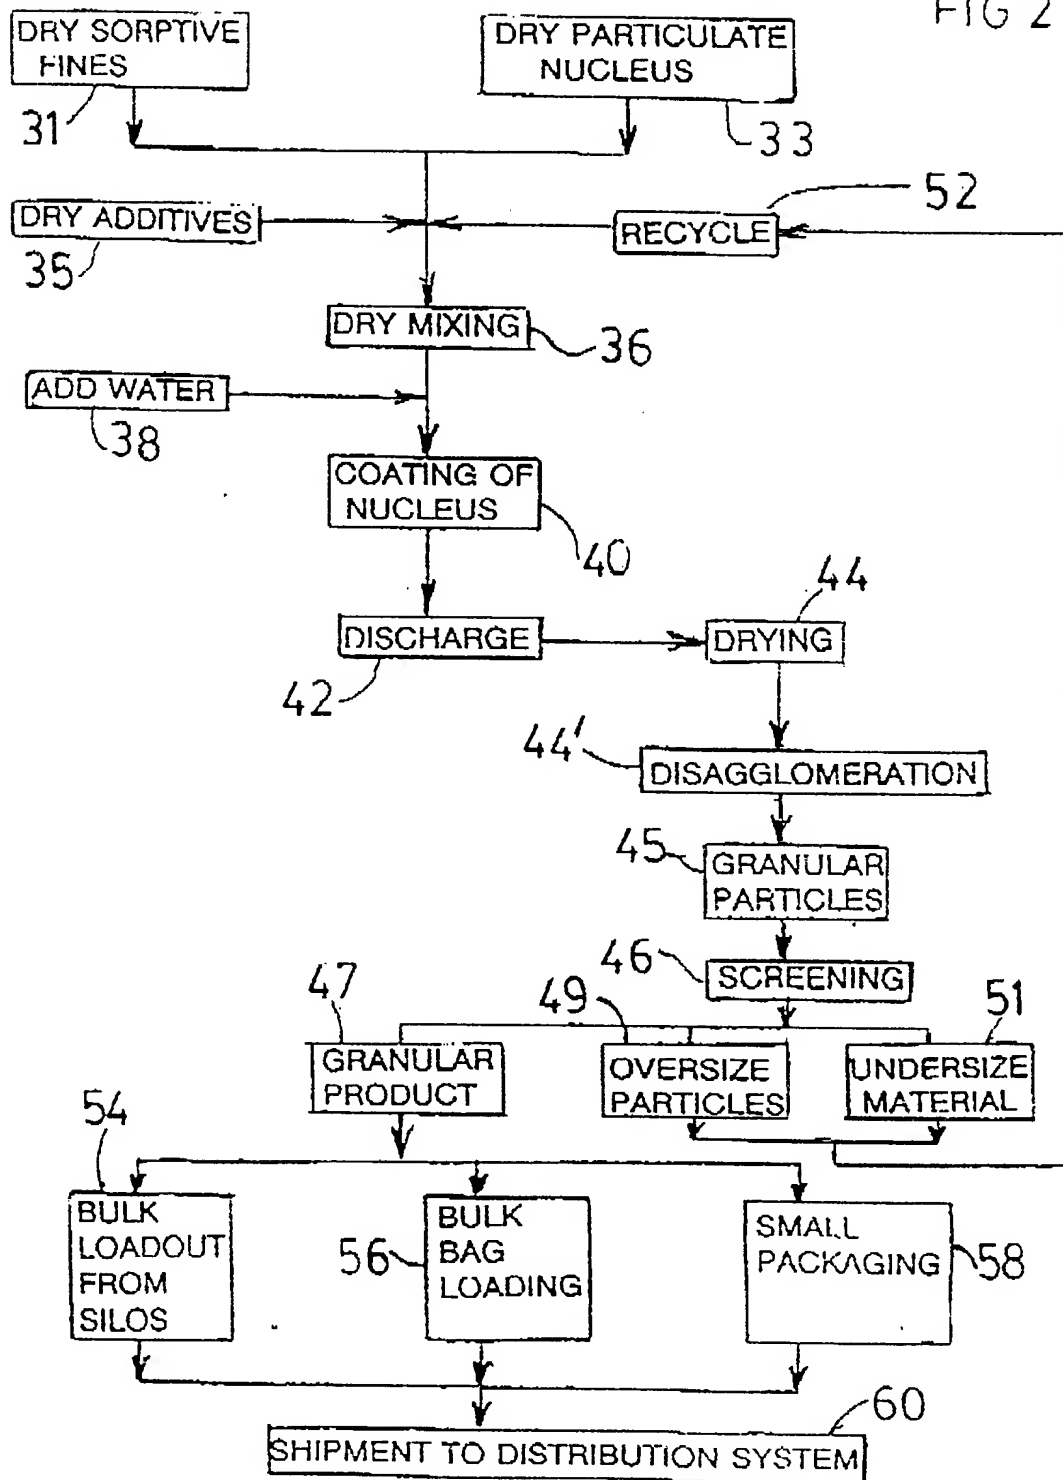 FIG 2
DRY SORPTIVE
FINES
31
DRY PARTICULATE
NUCLEUS
33
DRY ADDITIVES
35
RECYCLE
52
DRY MIXING
36
ADD WATER
38
COATING OF
NUCLEUS
40
DISCHARGE
42
DRYING
44
DISAGGLOMERATION
44'
GRANULAR
PARTICLES
45
SCREENING
46
GRANULAR
PRODUCT
47
OVERSIZE
PARTICLES
49
UNDERSIZE
MATERIAL
51
BULK
LOADOUT
FROM
SILOS
54
BULK
BAG
LOADING
56
SMALL
PACKAGING
58
SHIPMENT TO DISTRIBUTION SYSTEM
60